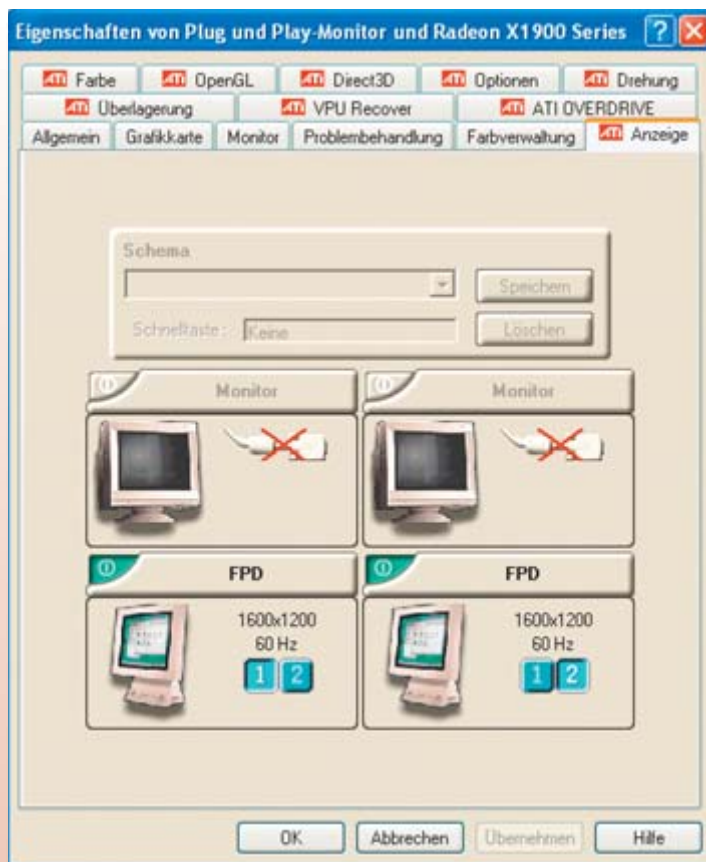 Eigenschaften von Plug und Play-Monitor und Radeon X1900 Series
ATI Farbe ATI OpenGL ATI Direct3D ATI Optionen ATI Drehung
ATI Überlagerung ATI VPU Recover ATI ATI OVERDRIVE
Allgemein Grafikkarte Monitor Problembehandlung Farbverwaltung ATI Anzeige
Schema
Speichern
Schnelltaste: Keine Löschen
Monitor Monitor
FPD FPD
1600x1200 1600x1200
60 Hz 60 Hz
1 2 1 2
OK Abbrechen Übernehmen Hilfe